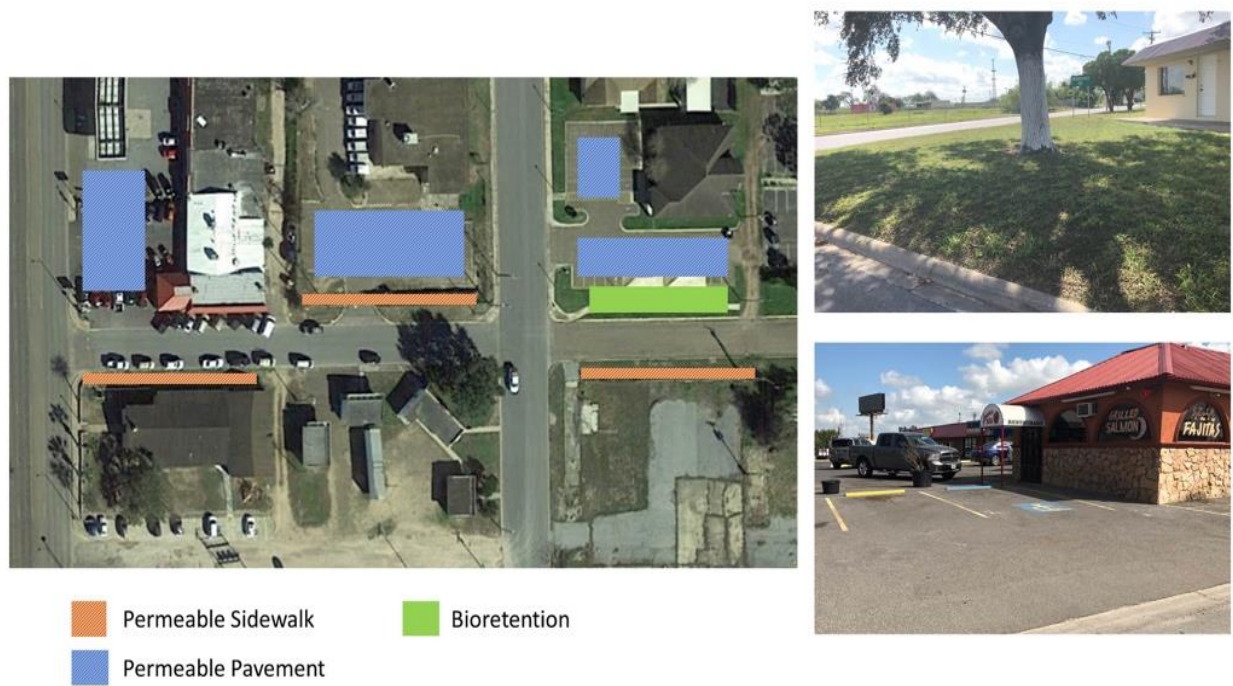 Permeable Sidewalk
Bioretention
Permeable Pavement
GRILLED
SALMON
FAJITAS